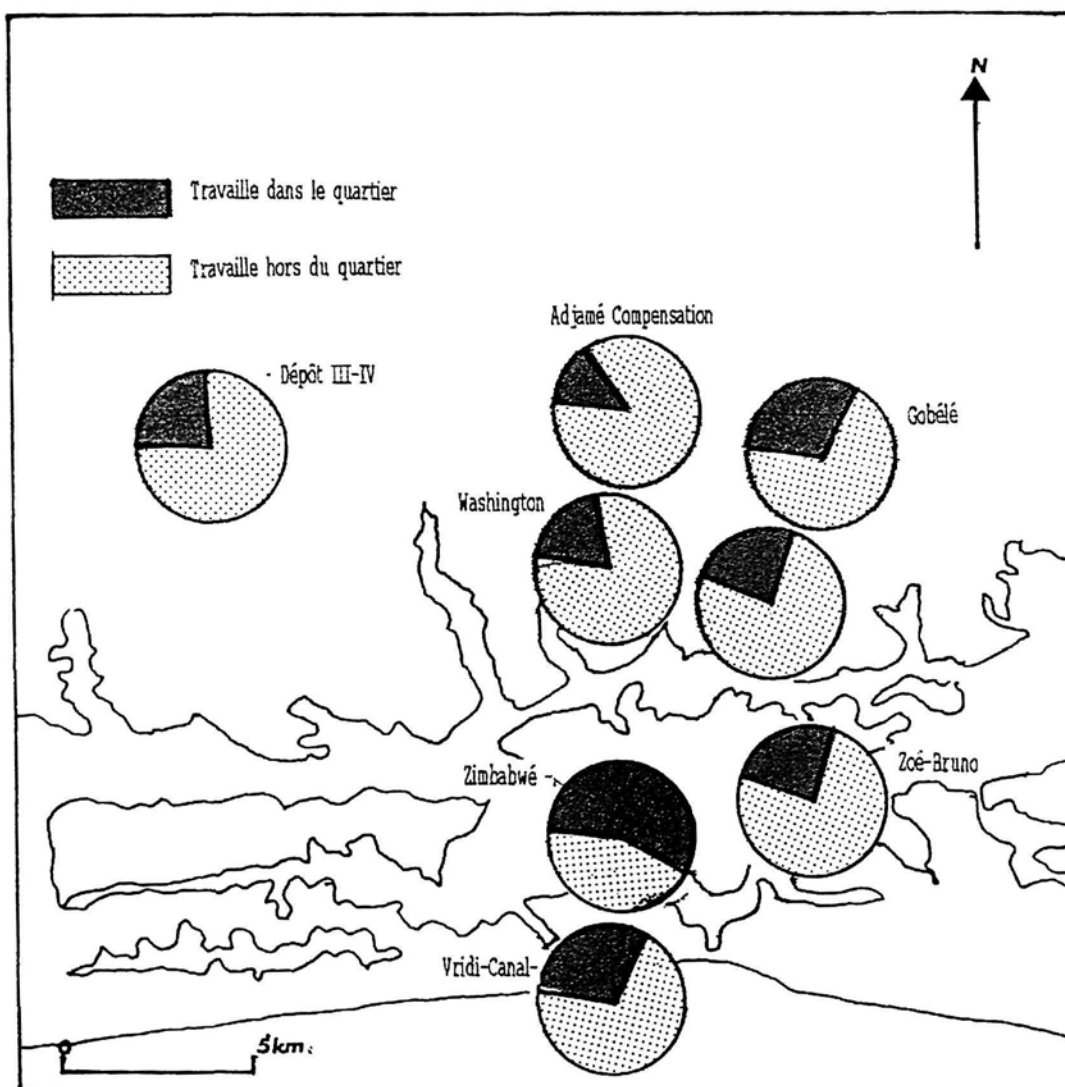 N
Travaille dans le quartier
Travaille hors du quartier
Adjamé Compensation
- Dépôt III-IV
Gobélé
Washington
Zimbabwé -
Zoé-Bruno
Vridi-Canal-
5km.